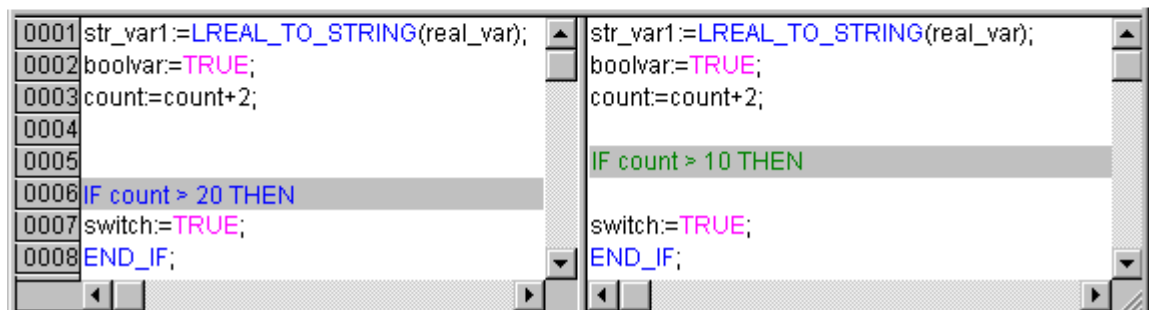 0001 str_var1:=LREAL_TO_STRING(real_var);
0002 boolvar:=TRUE;
0003 count:=count+2;
0004
0005
0006 IF count > 20 THEN
0007 switch:=TRUE;
0008 END_IF;
str_var1:=LREAL_TO_STRING(real_var);
boolvar:=TRUE;
count:=count+2;
IF count > 10 THEN
switch:=TRUE;
END_IF;